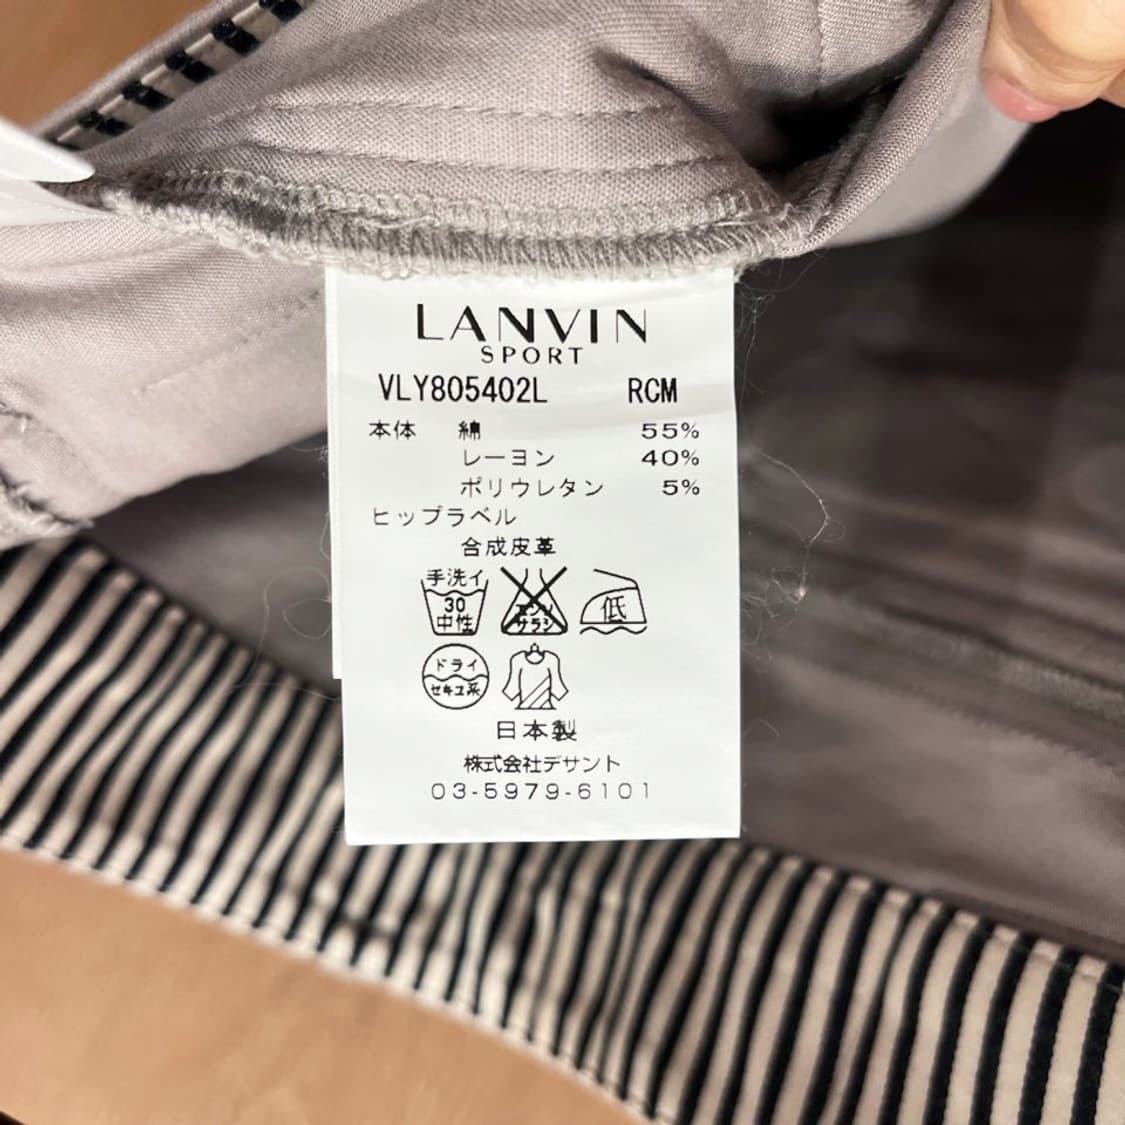 LANVIN
SPORT
VLY805402L RCM
本体 綿 55%
レーヨン 40%
ポリウレタン 5%
ヒップラベル
合成皮革
手洗イ
30
中性
エンソ
サラシ
低
ドライ
セキユ系
日本製
株式会社デサント
03-5979-6101